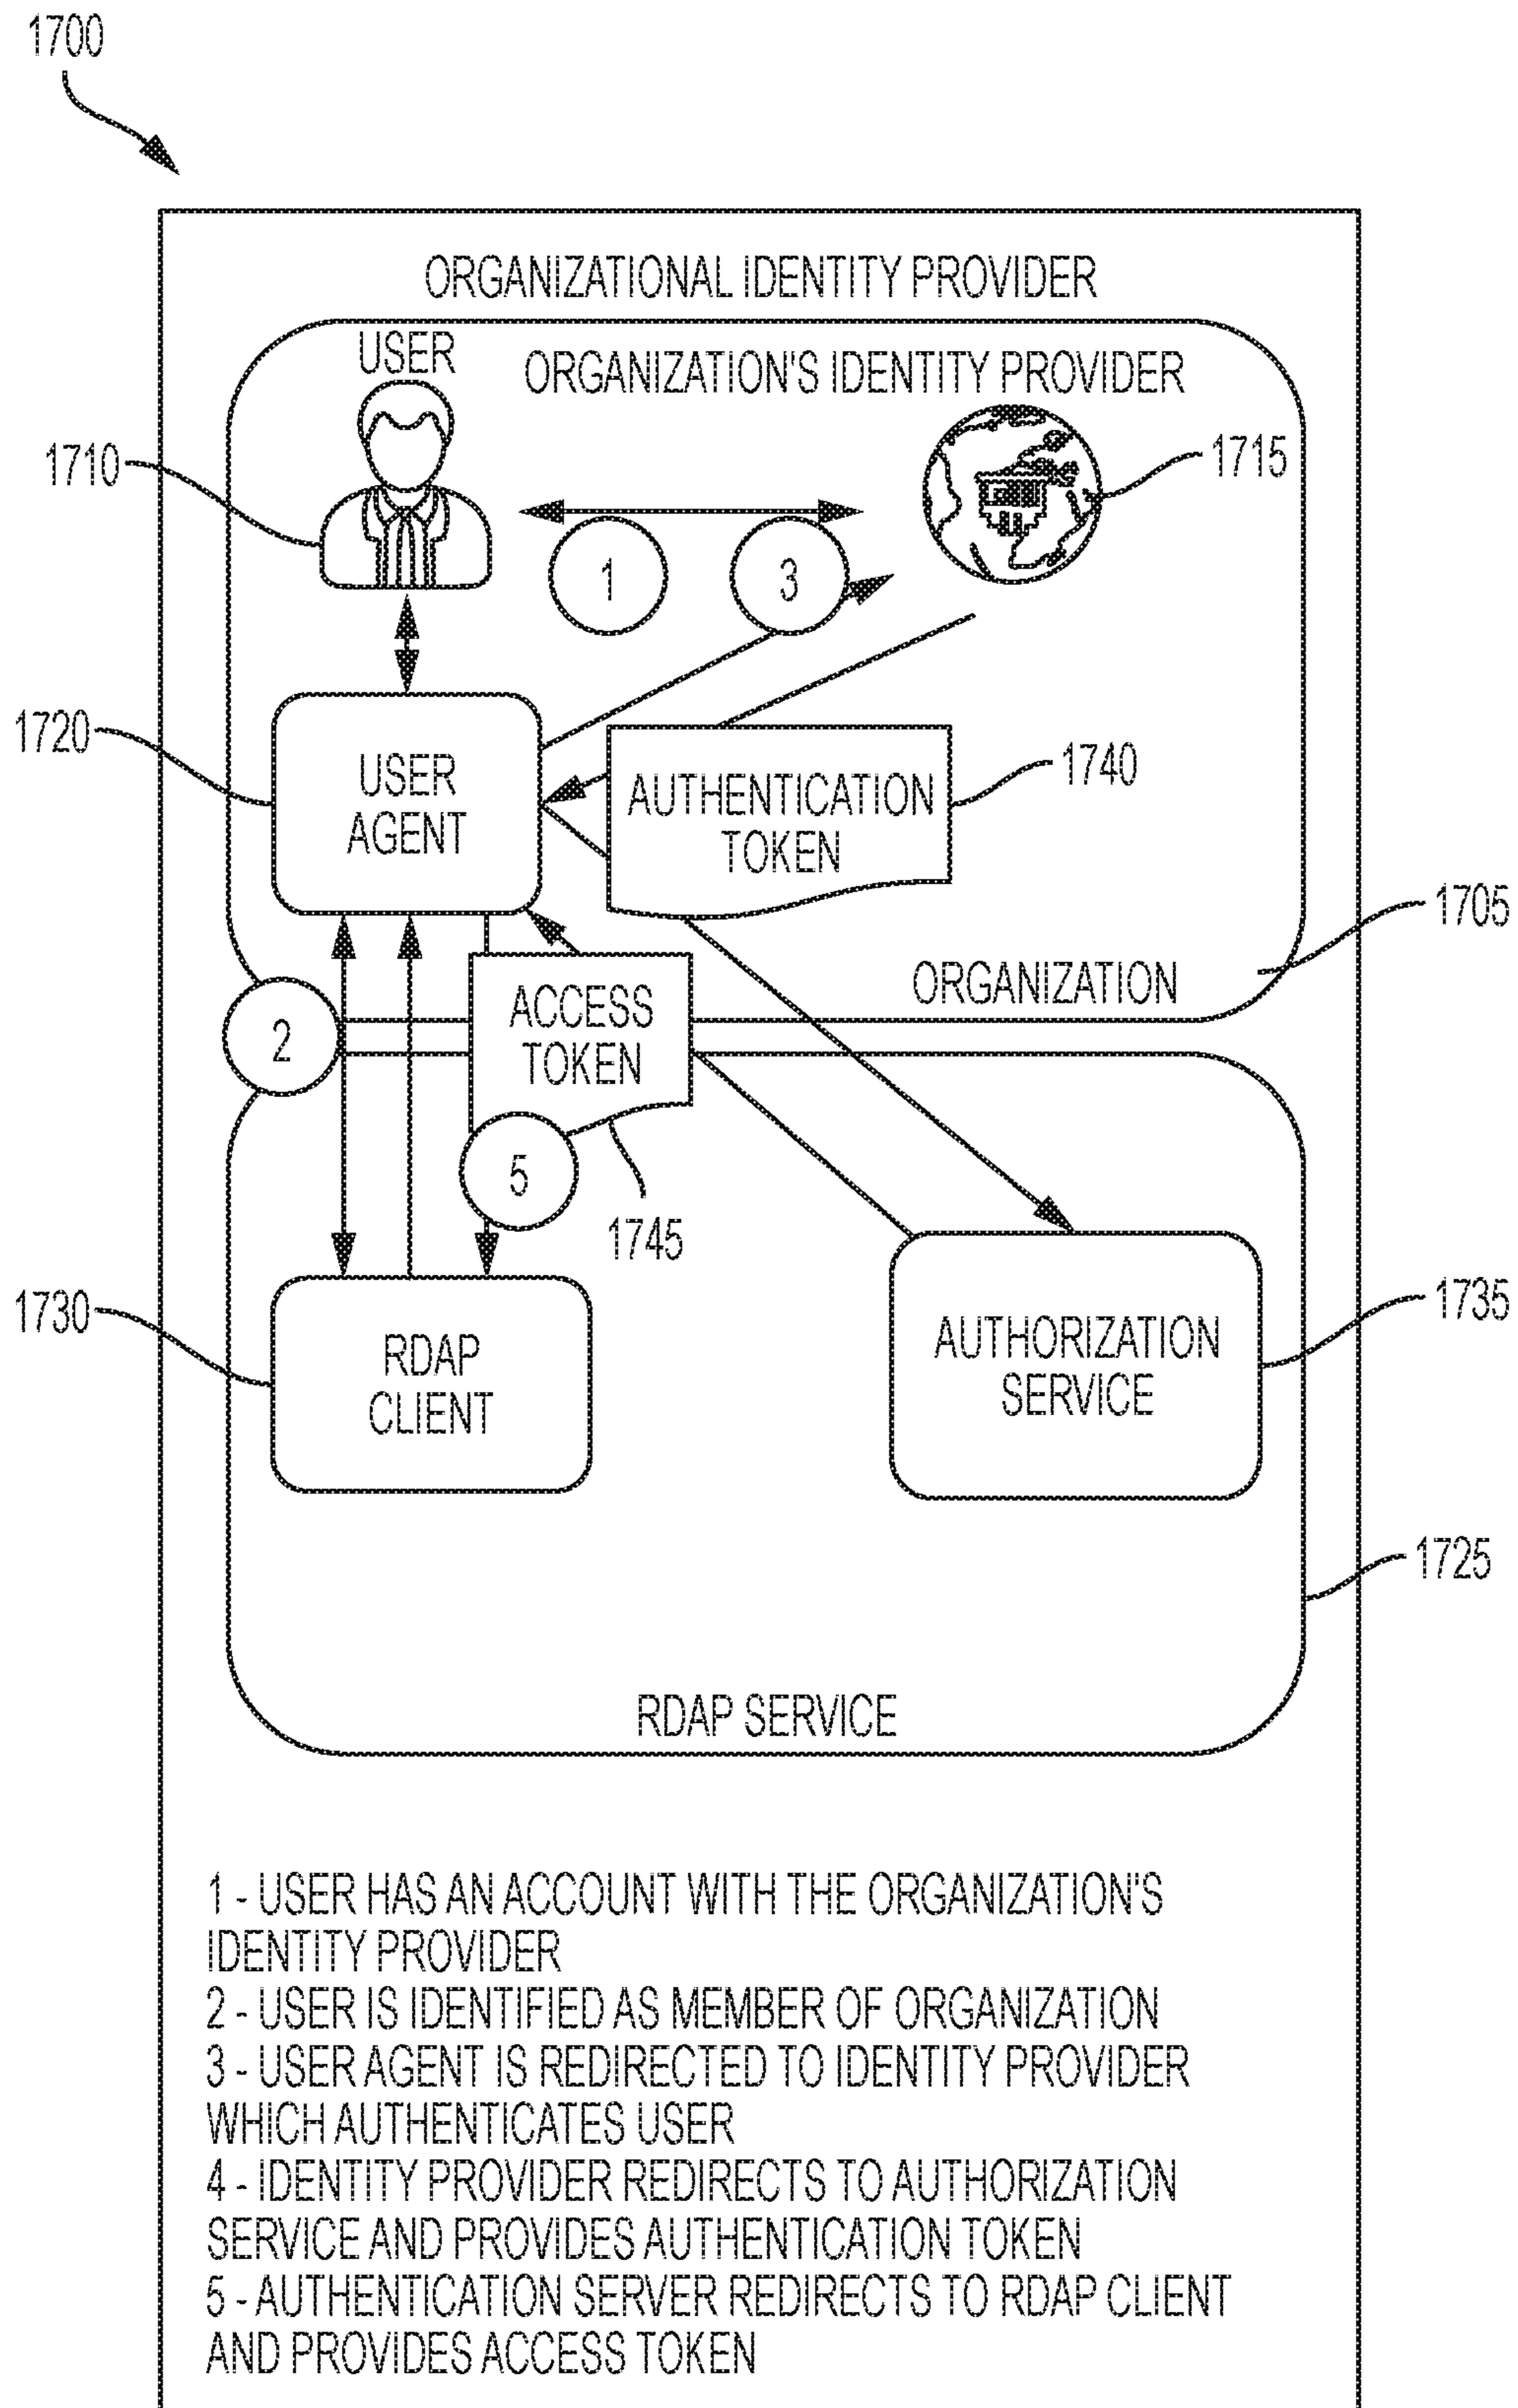 1700
ORGANIZATIONAL IDENTITY PROVIDER
USER
ORGANIZATION'S IDENTITY PROVIDER
1710
1715
1
3
1720
USER
AGENT
AUTHENTICATION
TOKEN
1740
1705
ORGANIZATION
2
ACCESS
TOKEN
5
1745
1730
RDAP
CLIENT
AUTHORIZATION
SERVICE
1735
1725
RDAP SERVICE
1 - USER HAS AN ACCOUNT WITH THE ORGANIZATION'S
IDENTITY PROVIDER
2 - USER IS IDENTIFIED AS MEMBER OF ORGANIZATION
3 - USER AGENT IS REDIRECTED TO IDENTITY PROVIDER
WHICH AUTHENTICATES USER
4 - IDENTITY PROVIDER REDIRECTS TO AUTHORIZATION
SERVICE AND PROVIDES AUTHENTICATION TOKEN
5 - AUTHENTICATION SERVER REDIRECTS TO RDAP CLIENT
AND PROVIDES ACCESS TOKEN